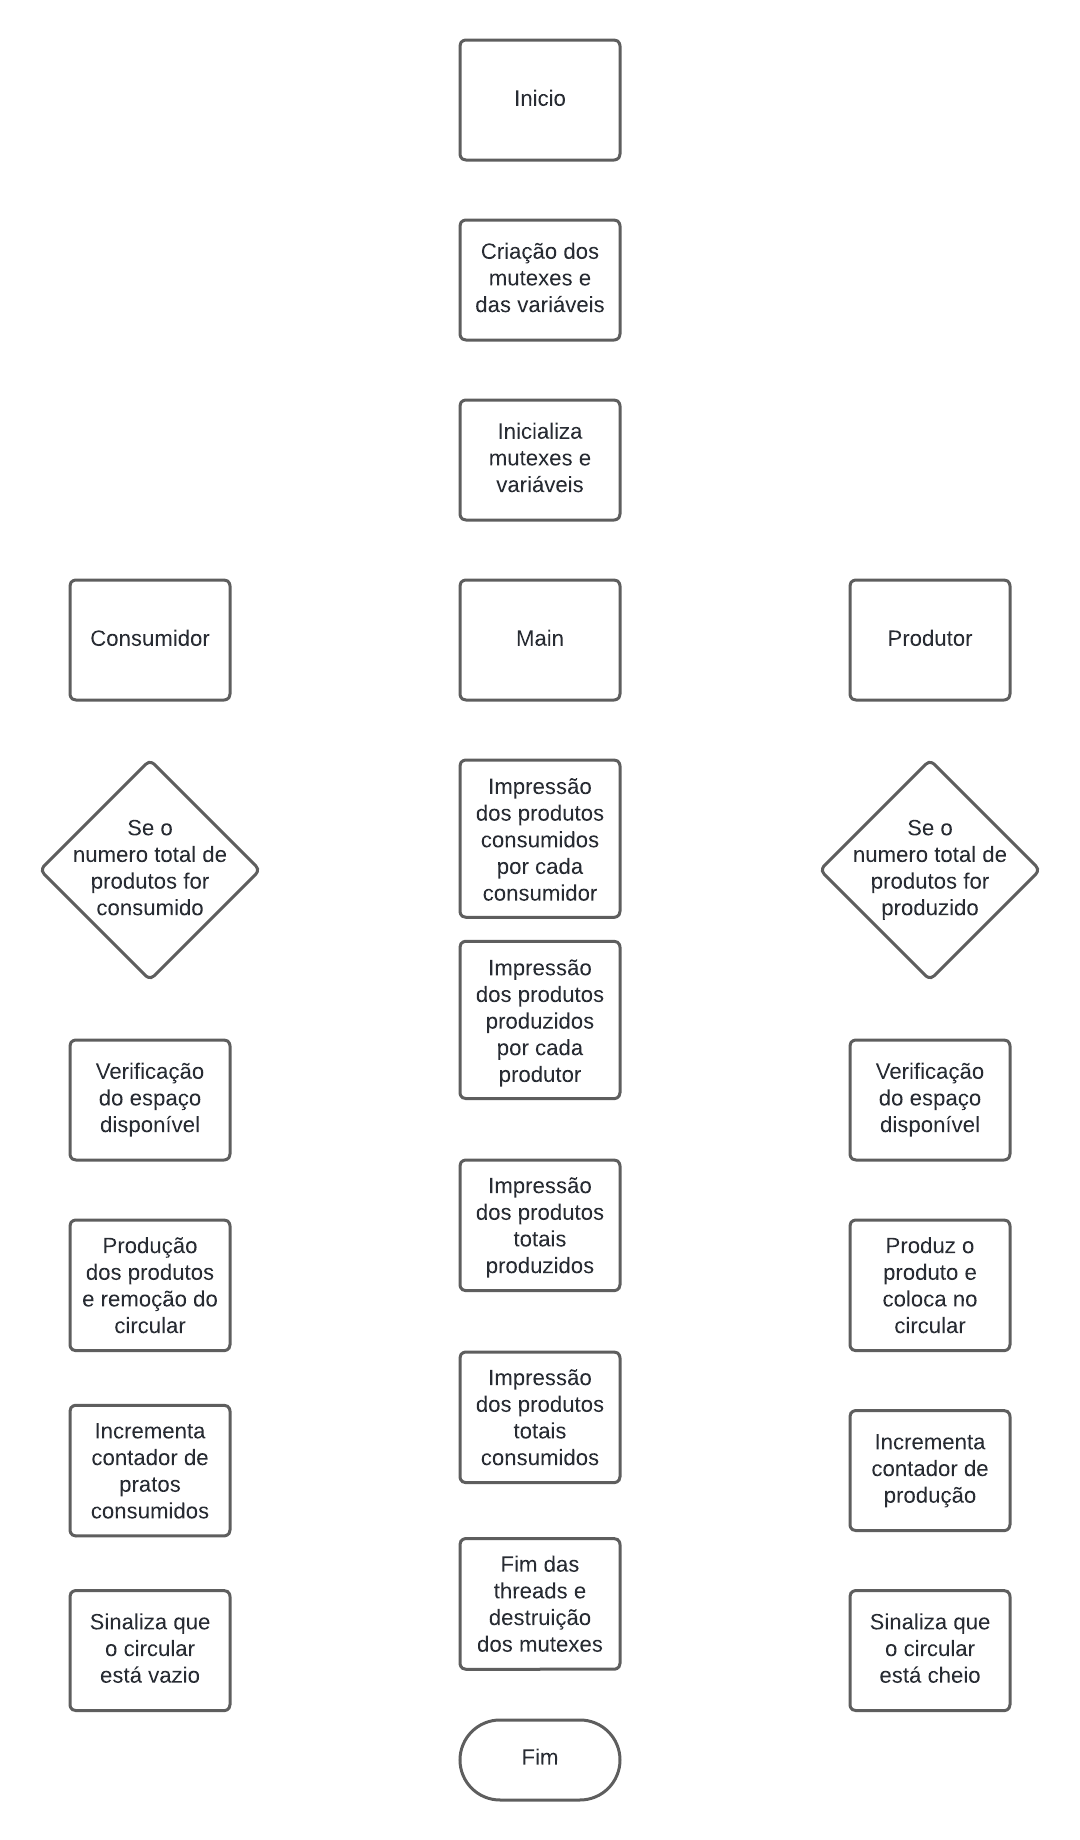 Inicio
Criação dos
mutexes e
das variáveis
Inicializa
mutexes e
variáveis
Consumidor
Main
Produtor
Se o
numero total de
produtos for
consumido
Impressão
dos produtos
consumidos
por cada
consumidor
Se o
numero total de
produtos for
produzido
Impressão
dos produtos
produzidos
por cada
produtor
Verificação
do espaço
disponível
Verificação
do espaço
disponível
Impressão
dos produtos
totais
produzidos
Produção
dos produtos
e remoção do
circular
Produz o
produto e
coloca no
circular
Impressão
dos produtos
totais
consumidos
Incrementa
contador de
pratos
consumidos
Incrementa
contador de
produção
Fim das
threads e
destruição
dos mutexes
Sinaliza que
o circular
está vazio
Sinaliza que
o circular
está cheio
Fim